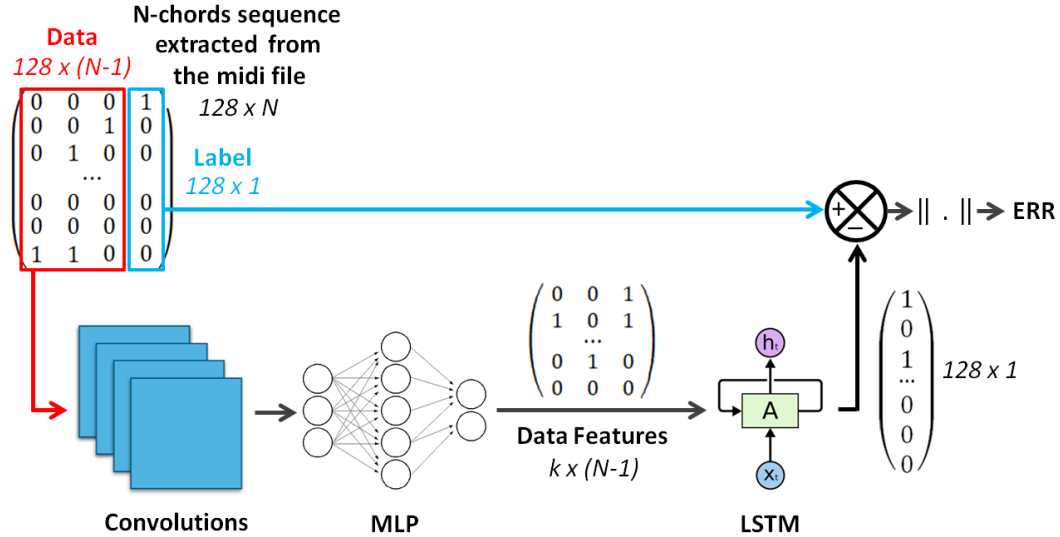 N-chords sequence
extracted from
the midi file
128 x N
Data
128 x (N-1)
0 0 0 1
0 0 1 0
0 1 0 0
...
0 0 0 0
0 0 0 0
1 1 0 0
Label
128 x 1
+
−
|| . ||
ERR
0 0 1
1 0 1
...
0 1 0
0 0 0
Data Features
k x (N-1)
hₜ
A
xₜ
1
0
1
...
0
0
0
128 x 1
Convolutions
MLP
LSTM